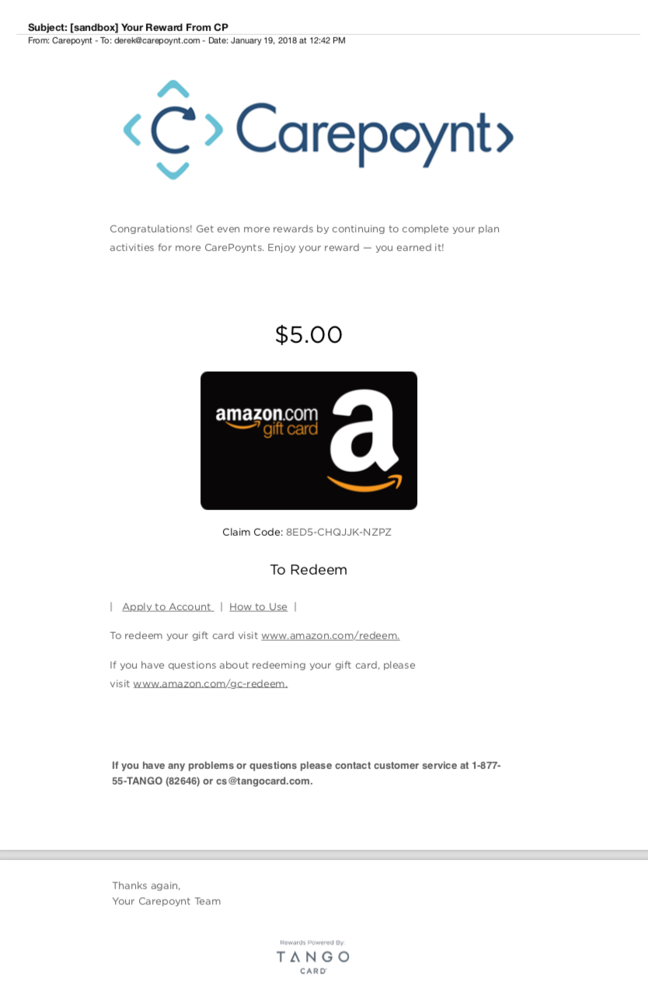 Subject: [sandbox] Your Reward From CP
From: Carepoynt - To: derek@carepoynt.com - Date: January 19, 2018 at 12:42 PM
C Carepoynt
Congratulations! Get even more rewards by continuing to complete your plan
activities for more CarePoynts. Enjoy your reward — you earned it!
$5.00
amazon.com
gift card
a
Claim Code: 8ED5-CHQJJK-NZPZ
To Redeem
| Apply to Account | How to Use |
To redeem your gift card visit www.amazon.com/redeem.
If you have questions about redeeming your gift card, please
visit www.amazon.com/gc-redeem.
If you have any problems or questions please contact customer service at 1-877-
55-TANGO (82646) or cs@tangocard.com.
Thanks again,
Your Carepoynt Team
Rewards Powered By:
TANGO
CARD